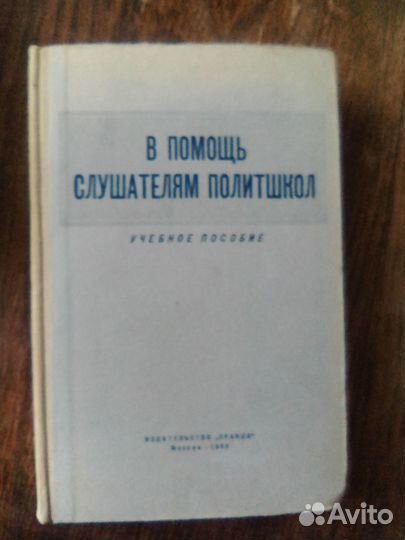 В ПОМОЩЬ
СЛУШАТЕЛЯМ ПОЛИТШКОЛ
УЧЕБНОЕ ПОСОБИЕ
ИЗДАТЕЛЬСТВО „ПРАВДА"
Москва -
Avito